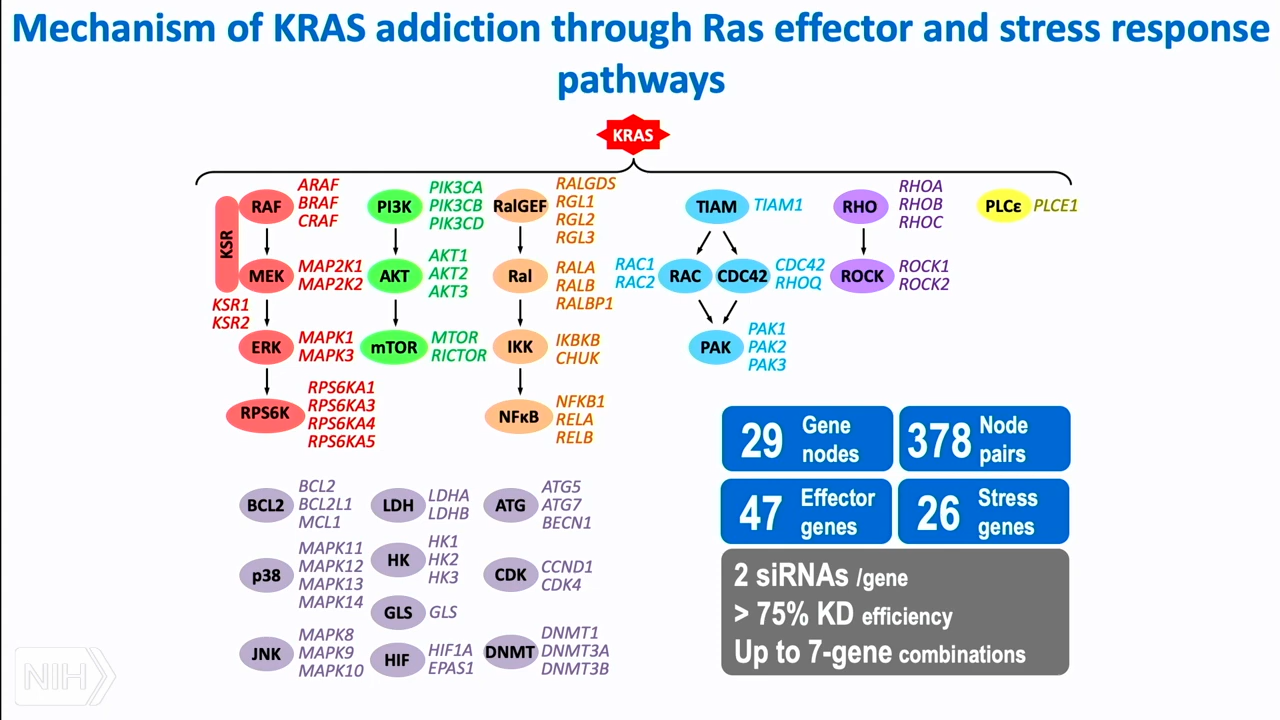 Mechanism of KRAS addiction through Ras effector and stress response
pathways
KRAS
KSR
RAF
ARAF
BRAF
CRAF
MEK
MAP2K1
MAP2K2
KSR1
KSR2
ERK
MAPK1
MAPK3
RPS6K
RPS6KA1
RPS6KA3
RPS6KA4
RPS6KA5
PI3K
PIK3CA
PIK3CB
PIK3CD
AKT
AKT1
AKT2
AKT3
mTOR
MTOR
RICTOR
RalGEF
RALGDS
RGL1
RGL2
RGL3
Ral
RALA
RALB
RALBP1
IKK
IKBKB
CHUK
NFκB
NFKB1
RELA
RELB
TIAM
TIAM1
RAC1
RAC2
RAC
CDC42
CDC42
RHOQ
PAK
PAK1
PAK2
PAK3
RHO
RHOA
RHOB
RHOC
ROCK
ROCK1
ROCK2
PLCε
PLCE1
BCL2
BCL2
BCL2L1
MCL1
p38
MAPK11
MAPK12
MAPK13
MAPK14
JNK
MAPK8
MAPK9
MAPK10
LDH
LDHA
LDHB
HK
HK1
HK2
HK3
GLS
GLS
HIF
HIF1A
EPAS1
ATG
ATG5
ATG7
BECN1
CDK
CCND1
CDK4
DNMT
DNMT1
DNMT3A
DNMT3B
29 Gene
nodes
378 Node
pairs
47 Effector
genes
26 Stress
genes
2 siRNAs /gene
> 75% KD efficiency
Up to 7-gene combinations
NIH